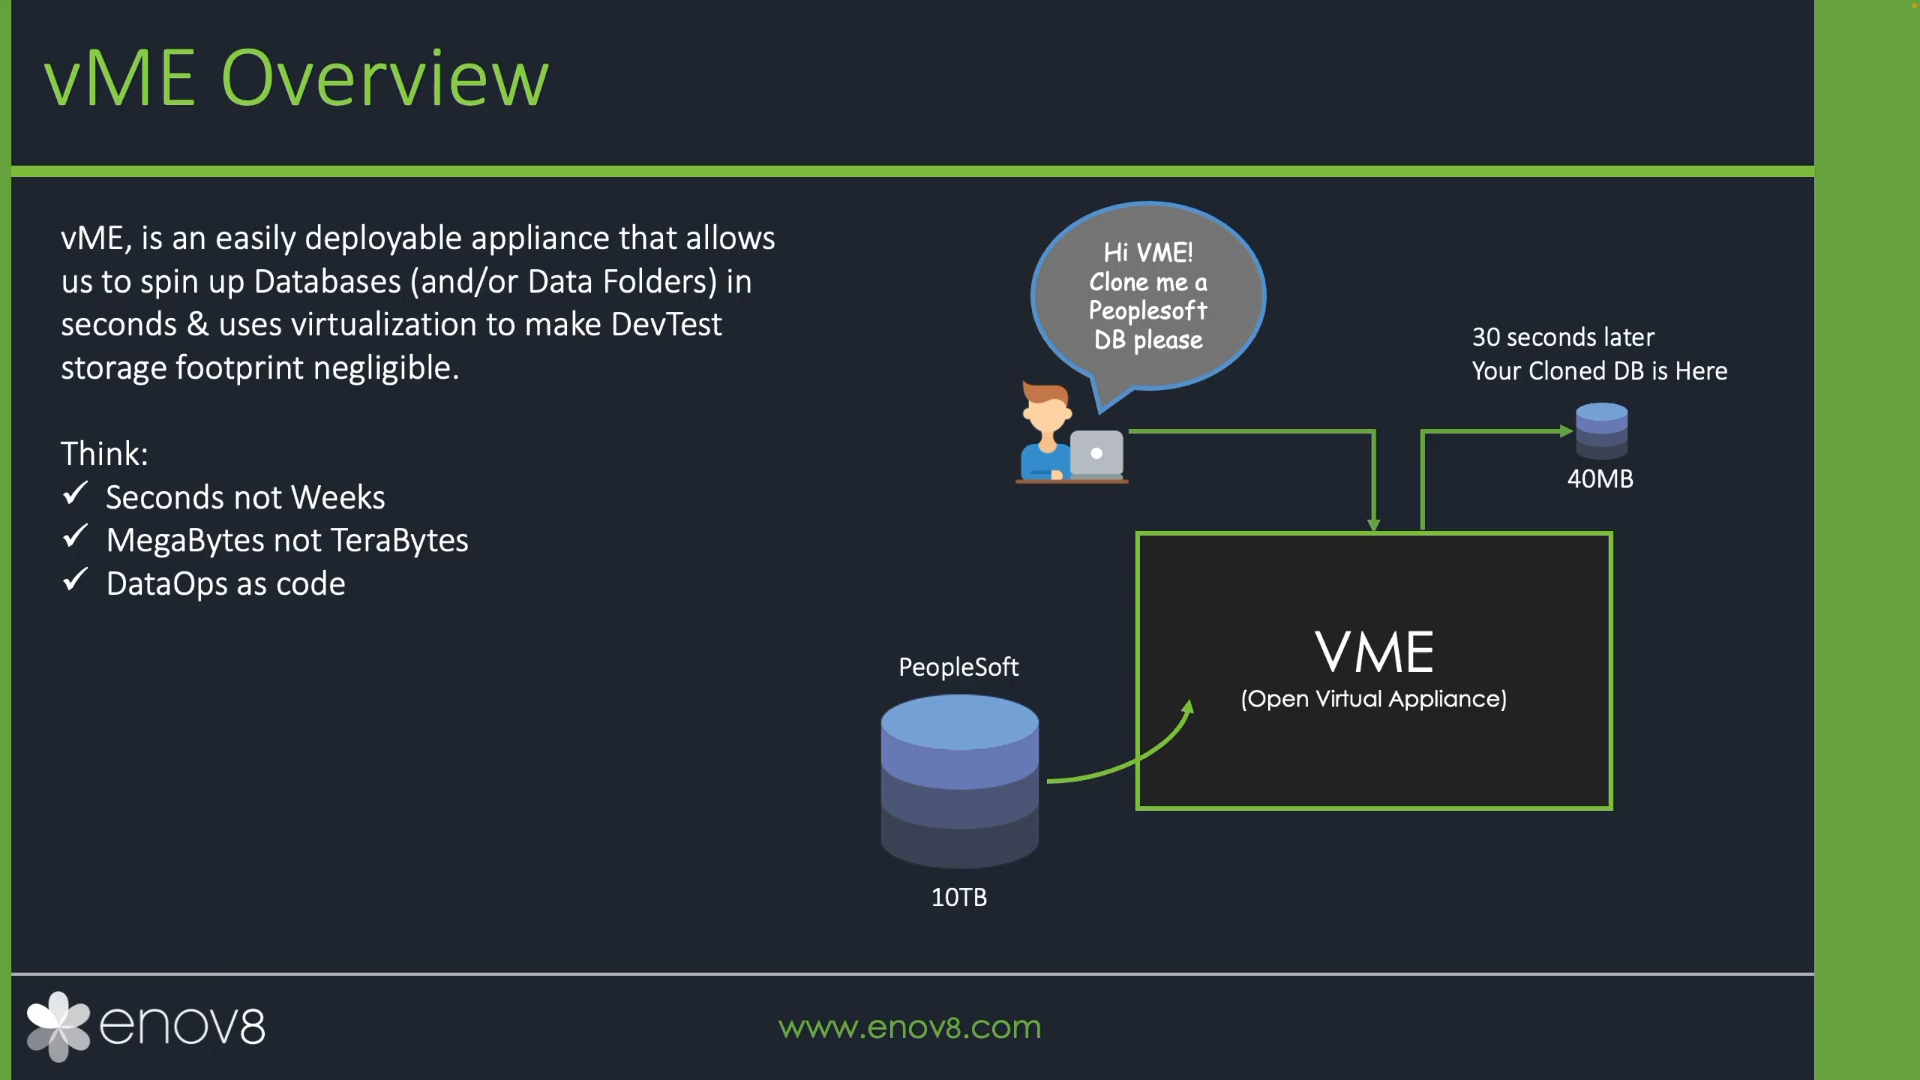 vME Overview
vME, is an easily deployable appliance that allows
us to spin up Databases (and/or Data Folders) in
seconds & uses virtualization to make DevTest
storage footprint negligible.
Think:
✓ Seconds not Weeks
✓ MegaBytes not TeraBytes
✓ DataOps as code
Hi VME!
Clone me a
Peoplesoft
DB please
30 seconds later
Your Cloned DB is Here
40MB
VME
(Open Virtual Appliance)
PeopleSoft
10TB
enov8
www.enov8.com